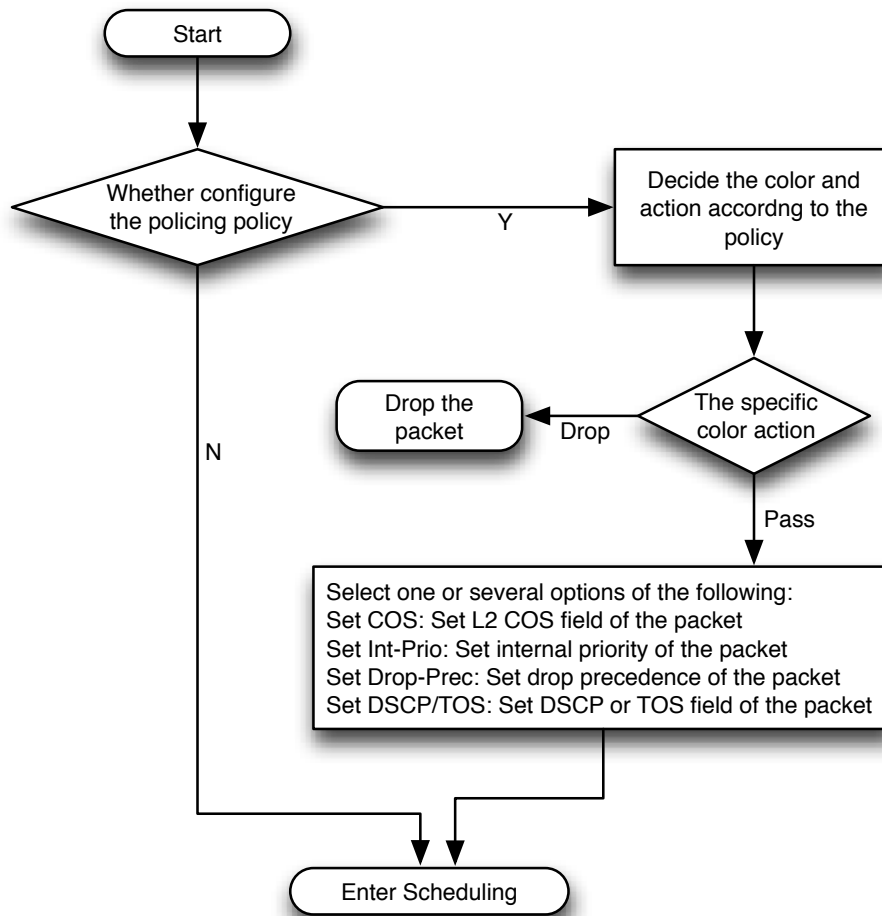 Start
Whether configure
the policing policy
Y
Decide the color and
action accordng to the
policy
The specific
color action
Drop
Drop the
packet
N
Pass
Select one or several options of the following:
Set COS: Set L2 COS field of the packet
Set Int-Prio: Set internal priority of the packet
Set Drop-Prec: Set drop precedence of the packet
Set DSCP/TOS: Set DSCP or TOS field of the packet
Enter Scheduling